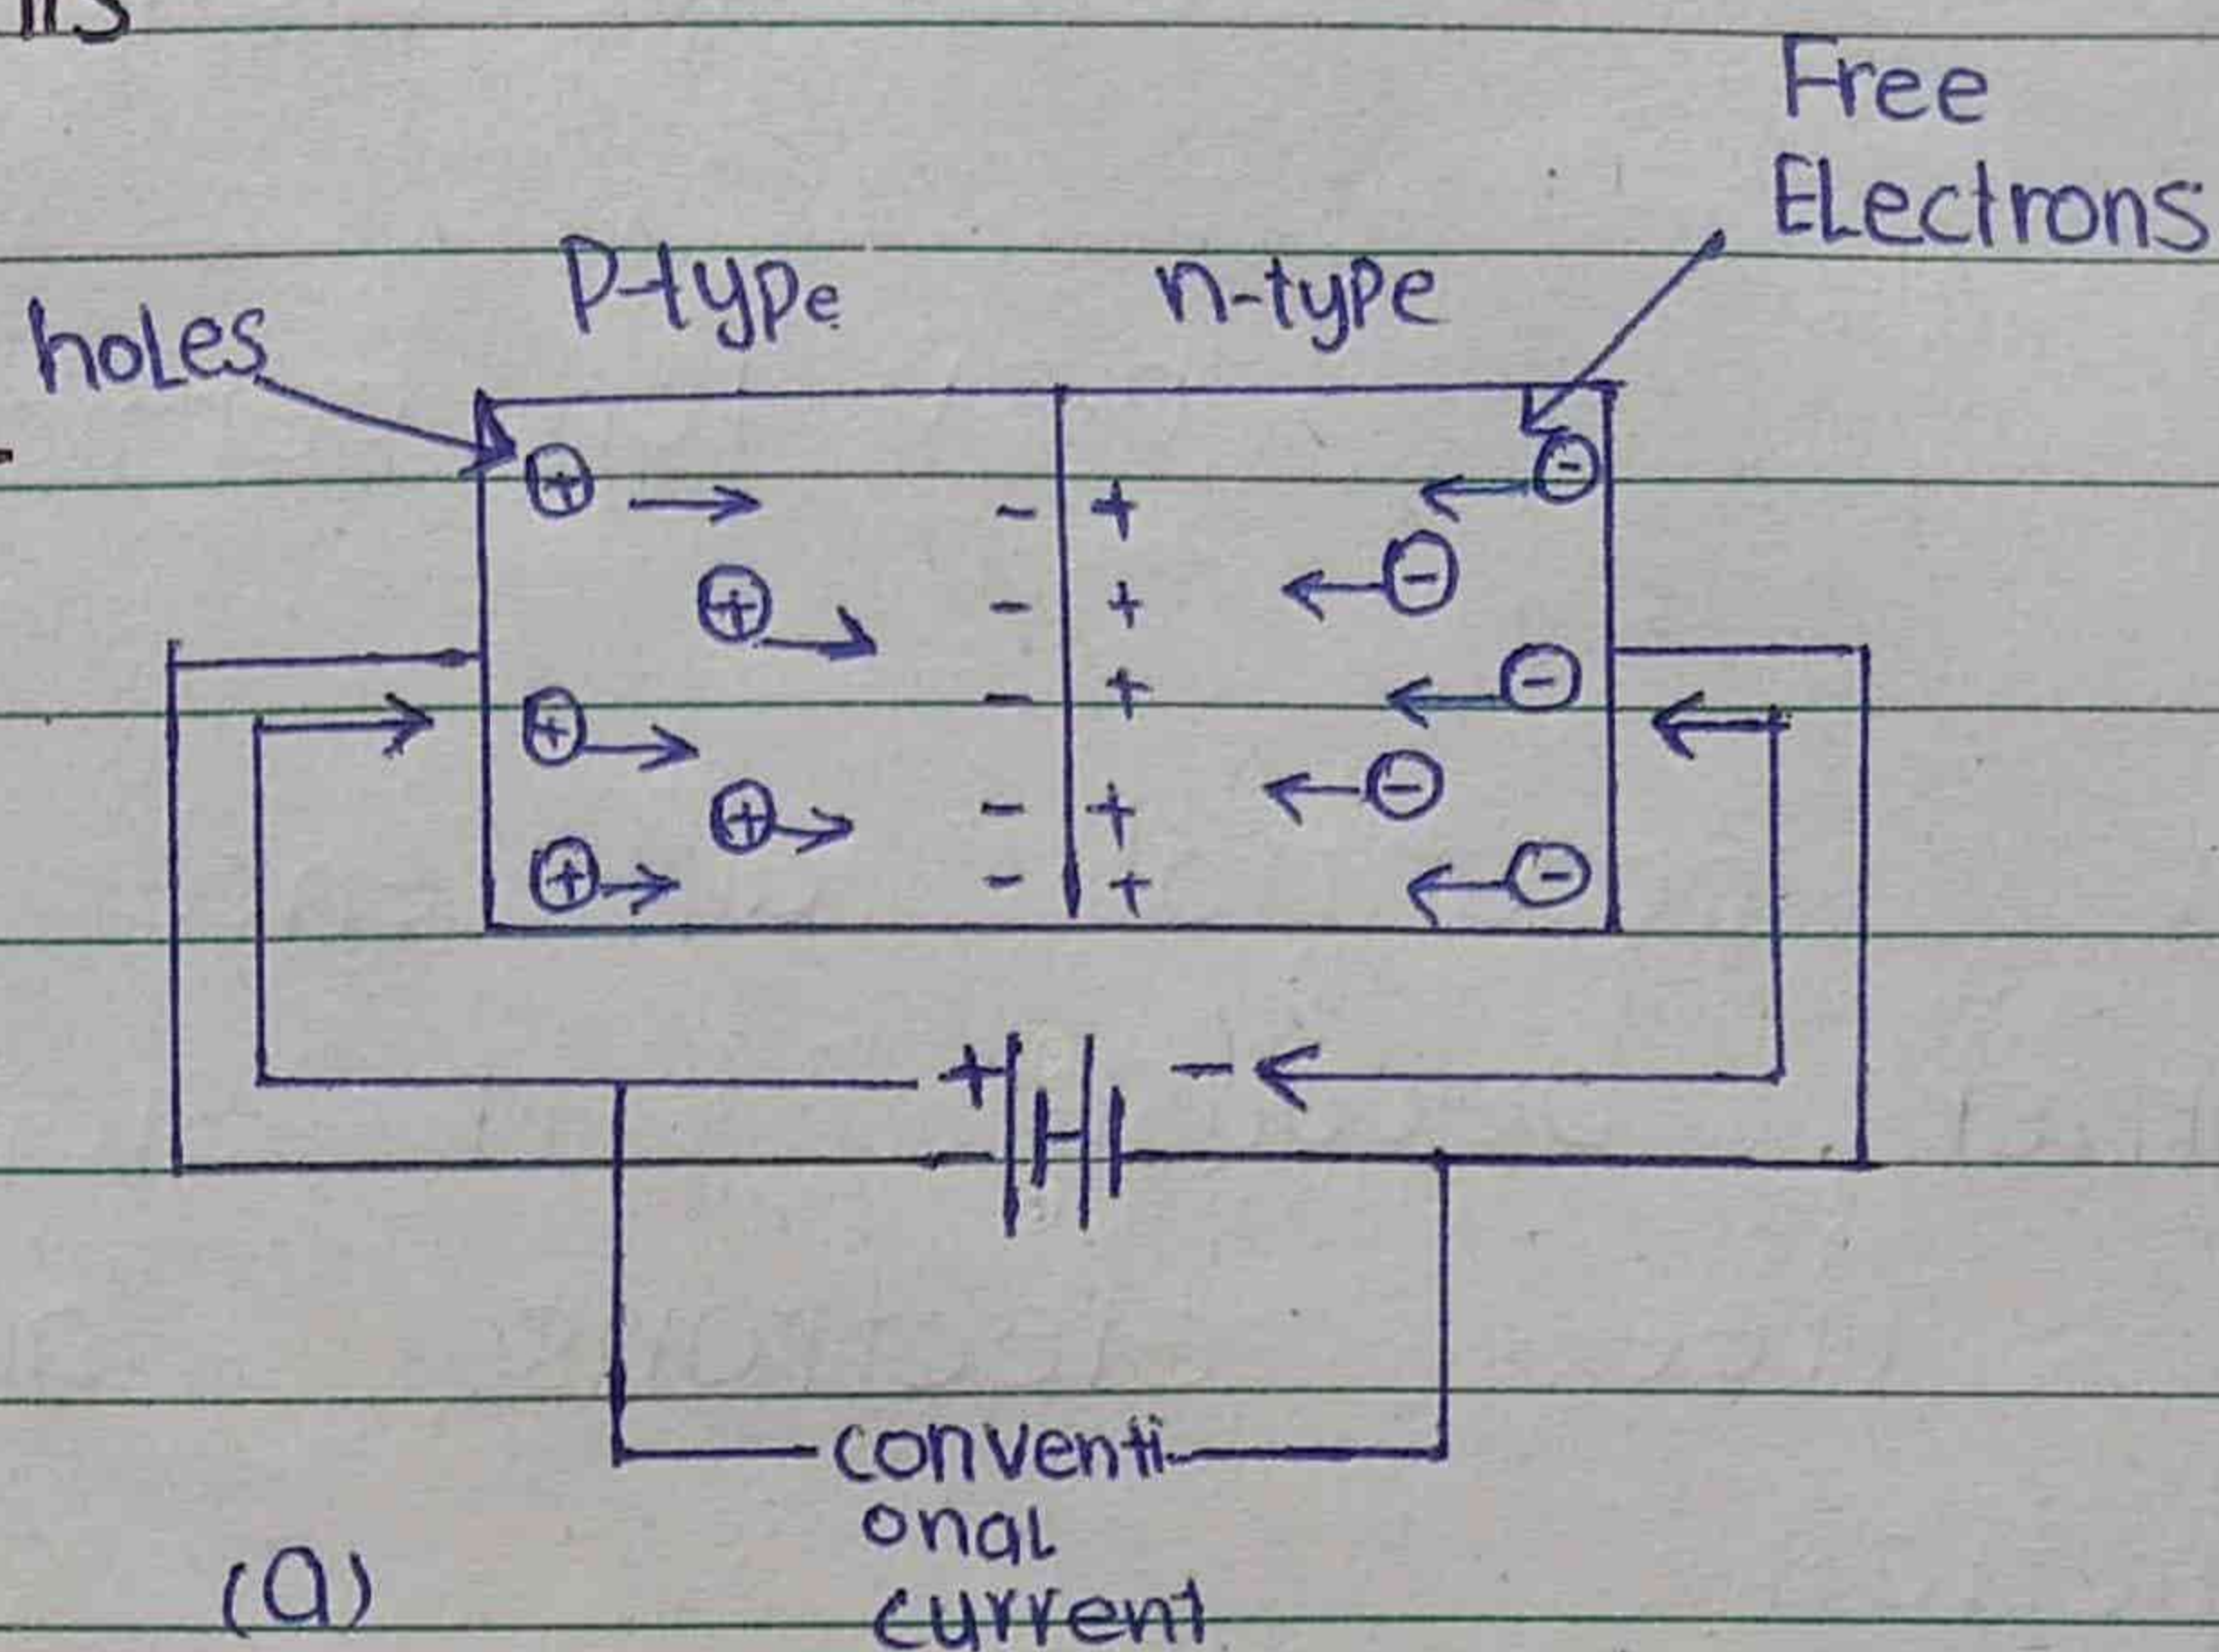 Free
Electrons
P-type
n-type
holes
+ -
conventi
onal
current
(a)